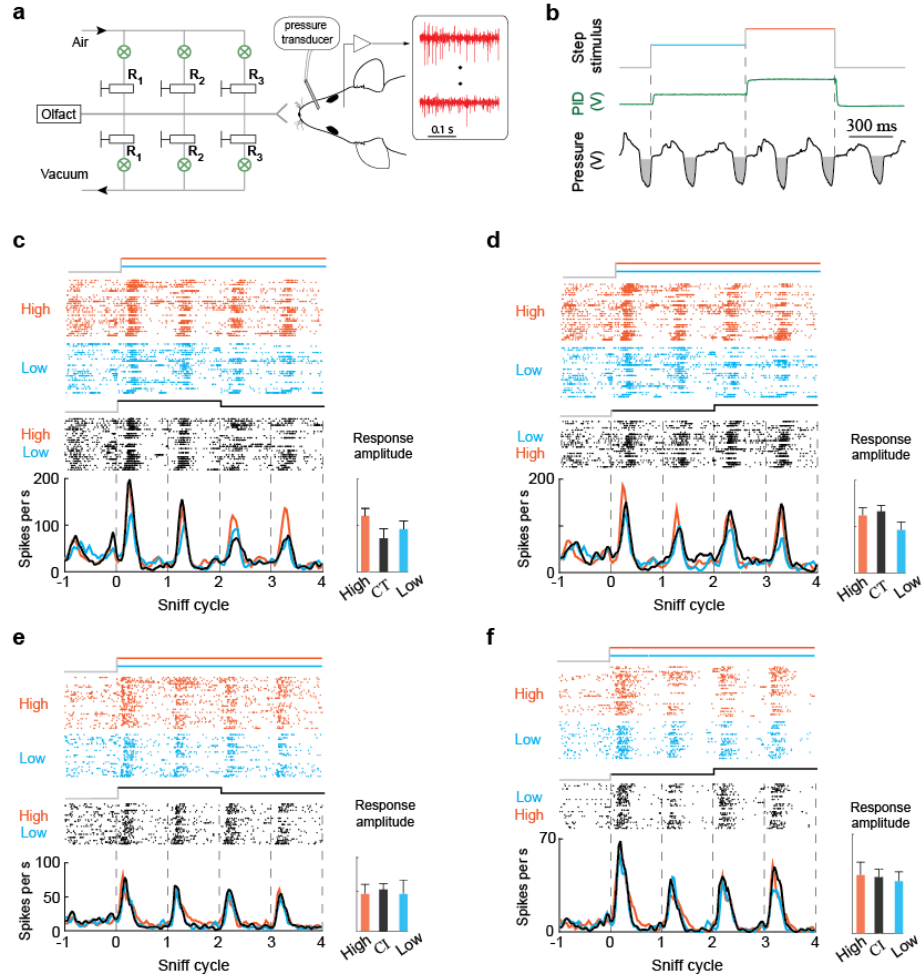 a
Air
pressure
transducer
R1
R2
R3
Olfact
R1
R2
R3
Vacuum
0.1 s
b
Step
stimulus
PID
(V)
300 ms
Pressure
(V)
c
High
Low
High
Low
Response
amplitude
Spikes per s
200
100
0
-1
0
1
2
3
4
Sniff cycle
High
CT
Low
d
High
Low
Low
High
Response
amplitude
Spikes per s
200
100
0
-1
0
1
2
3
4
Sniff cycle
High
CT
Low
e
High
Low
High
Low
Response
amplitude
Spikes per s
100
50
0
-1
0
1
2
3
4
Sniff cycle
High
CI
Low
f
High
Low
Low
High
Response
amplitude
Spikes per s
70
0
-1
0
1
2
3
4
Sniff cycle
High
CI
Low